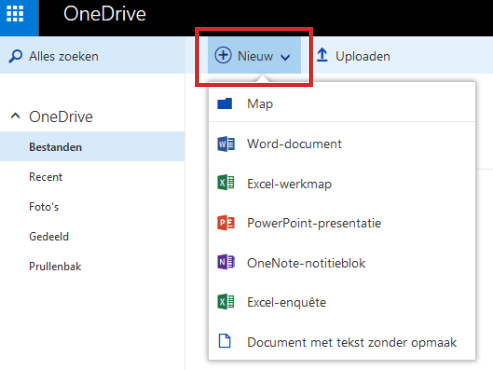 OneDrive
Alles zoeken
Nieuw
Uploaden
OneDrive
Bestanden
Recent
Foto's
Gedeeld
Prullenbak
Map
Word-document
Excel-werkmap
PowerPoint-presentatie
OneNote-notitieblok
Excel-enquête
Document met tekst zonder opmaak